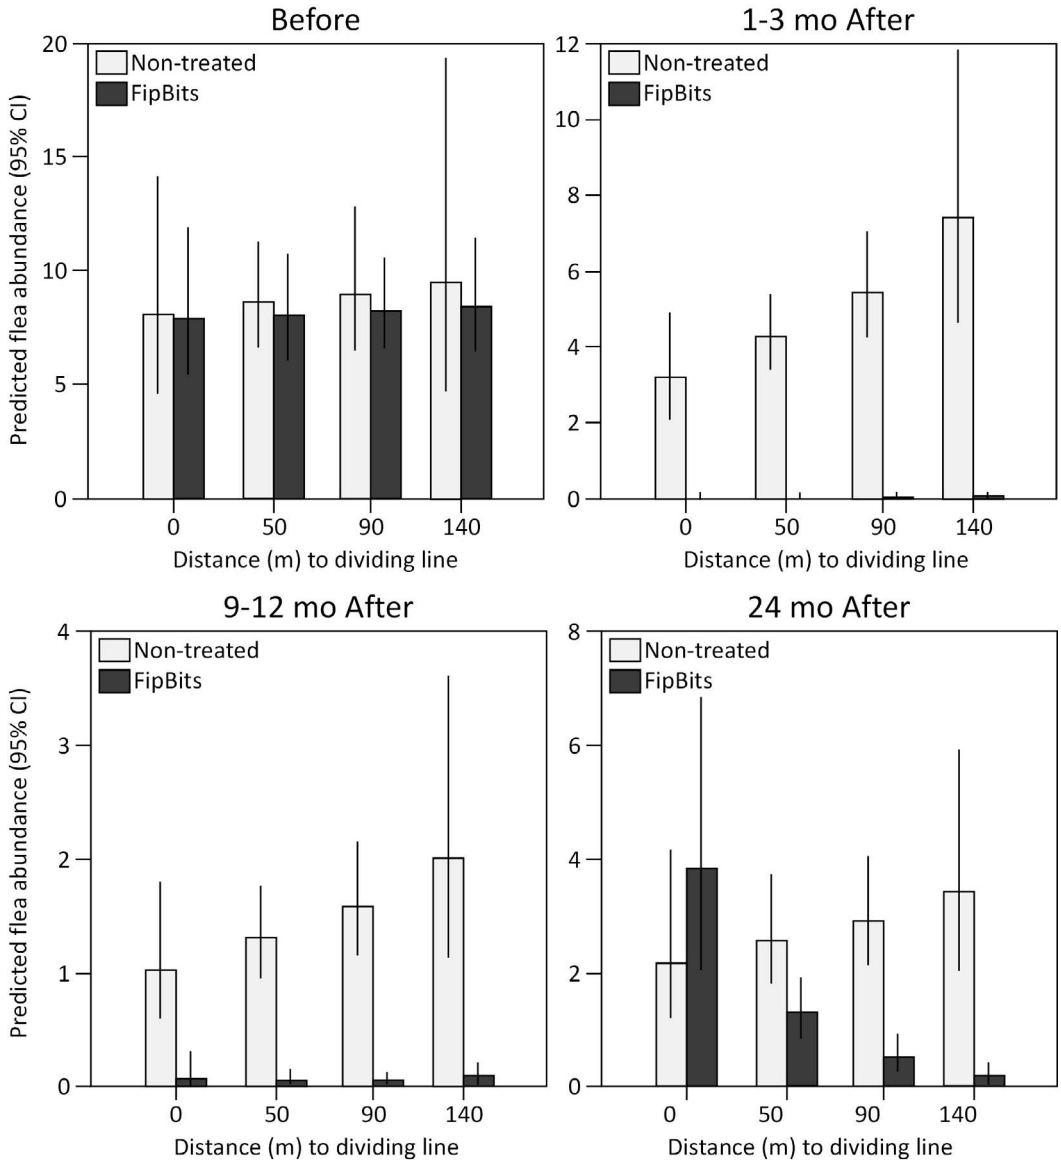 Before
Predicted flea abundance (95% CI)
20
15
10
5
0
Non-treated
FipBits
0 50 90 140
Distance (m) to dividing line
1-3 mo After
12
10
8
6
4
2
0
Non-treated
FipBits
0 50 90 140
Distance (m) to dividing line
9-12 mo After
Predicted flea abundance (95% CI)
4
3
2
1
0
Non-treated
FipBits
0 50 90 140
Distance (m) to dividing line
24 mo After
8
6
4
2
0
Non-treated
FipBits
0 50 90 140
Distance (m) to dividing line